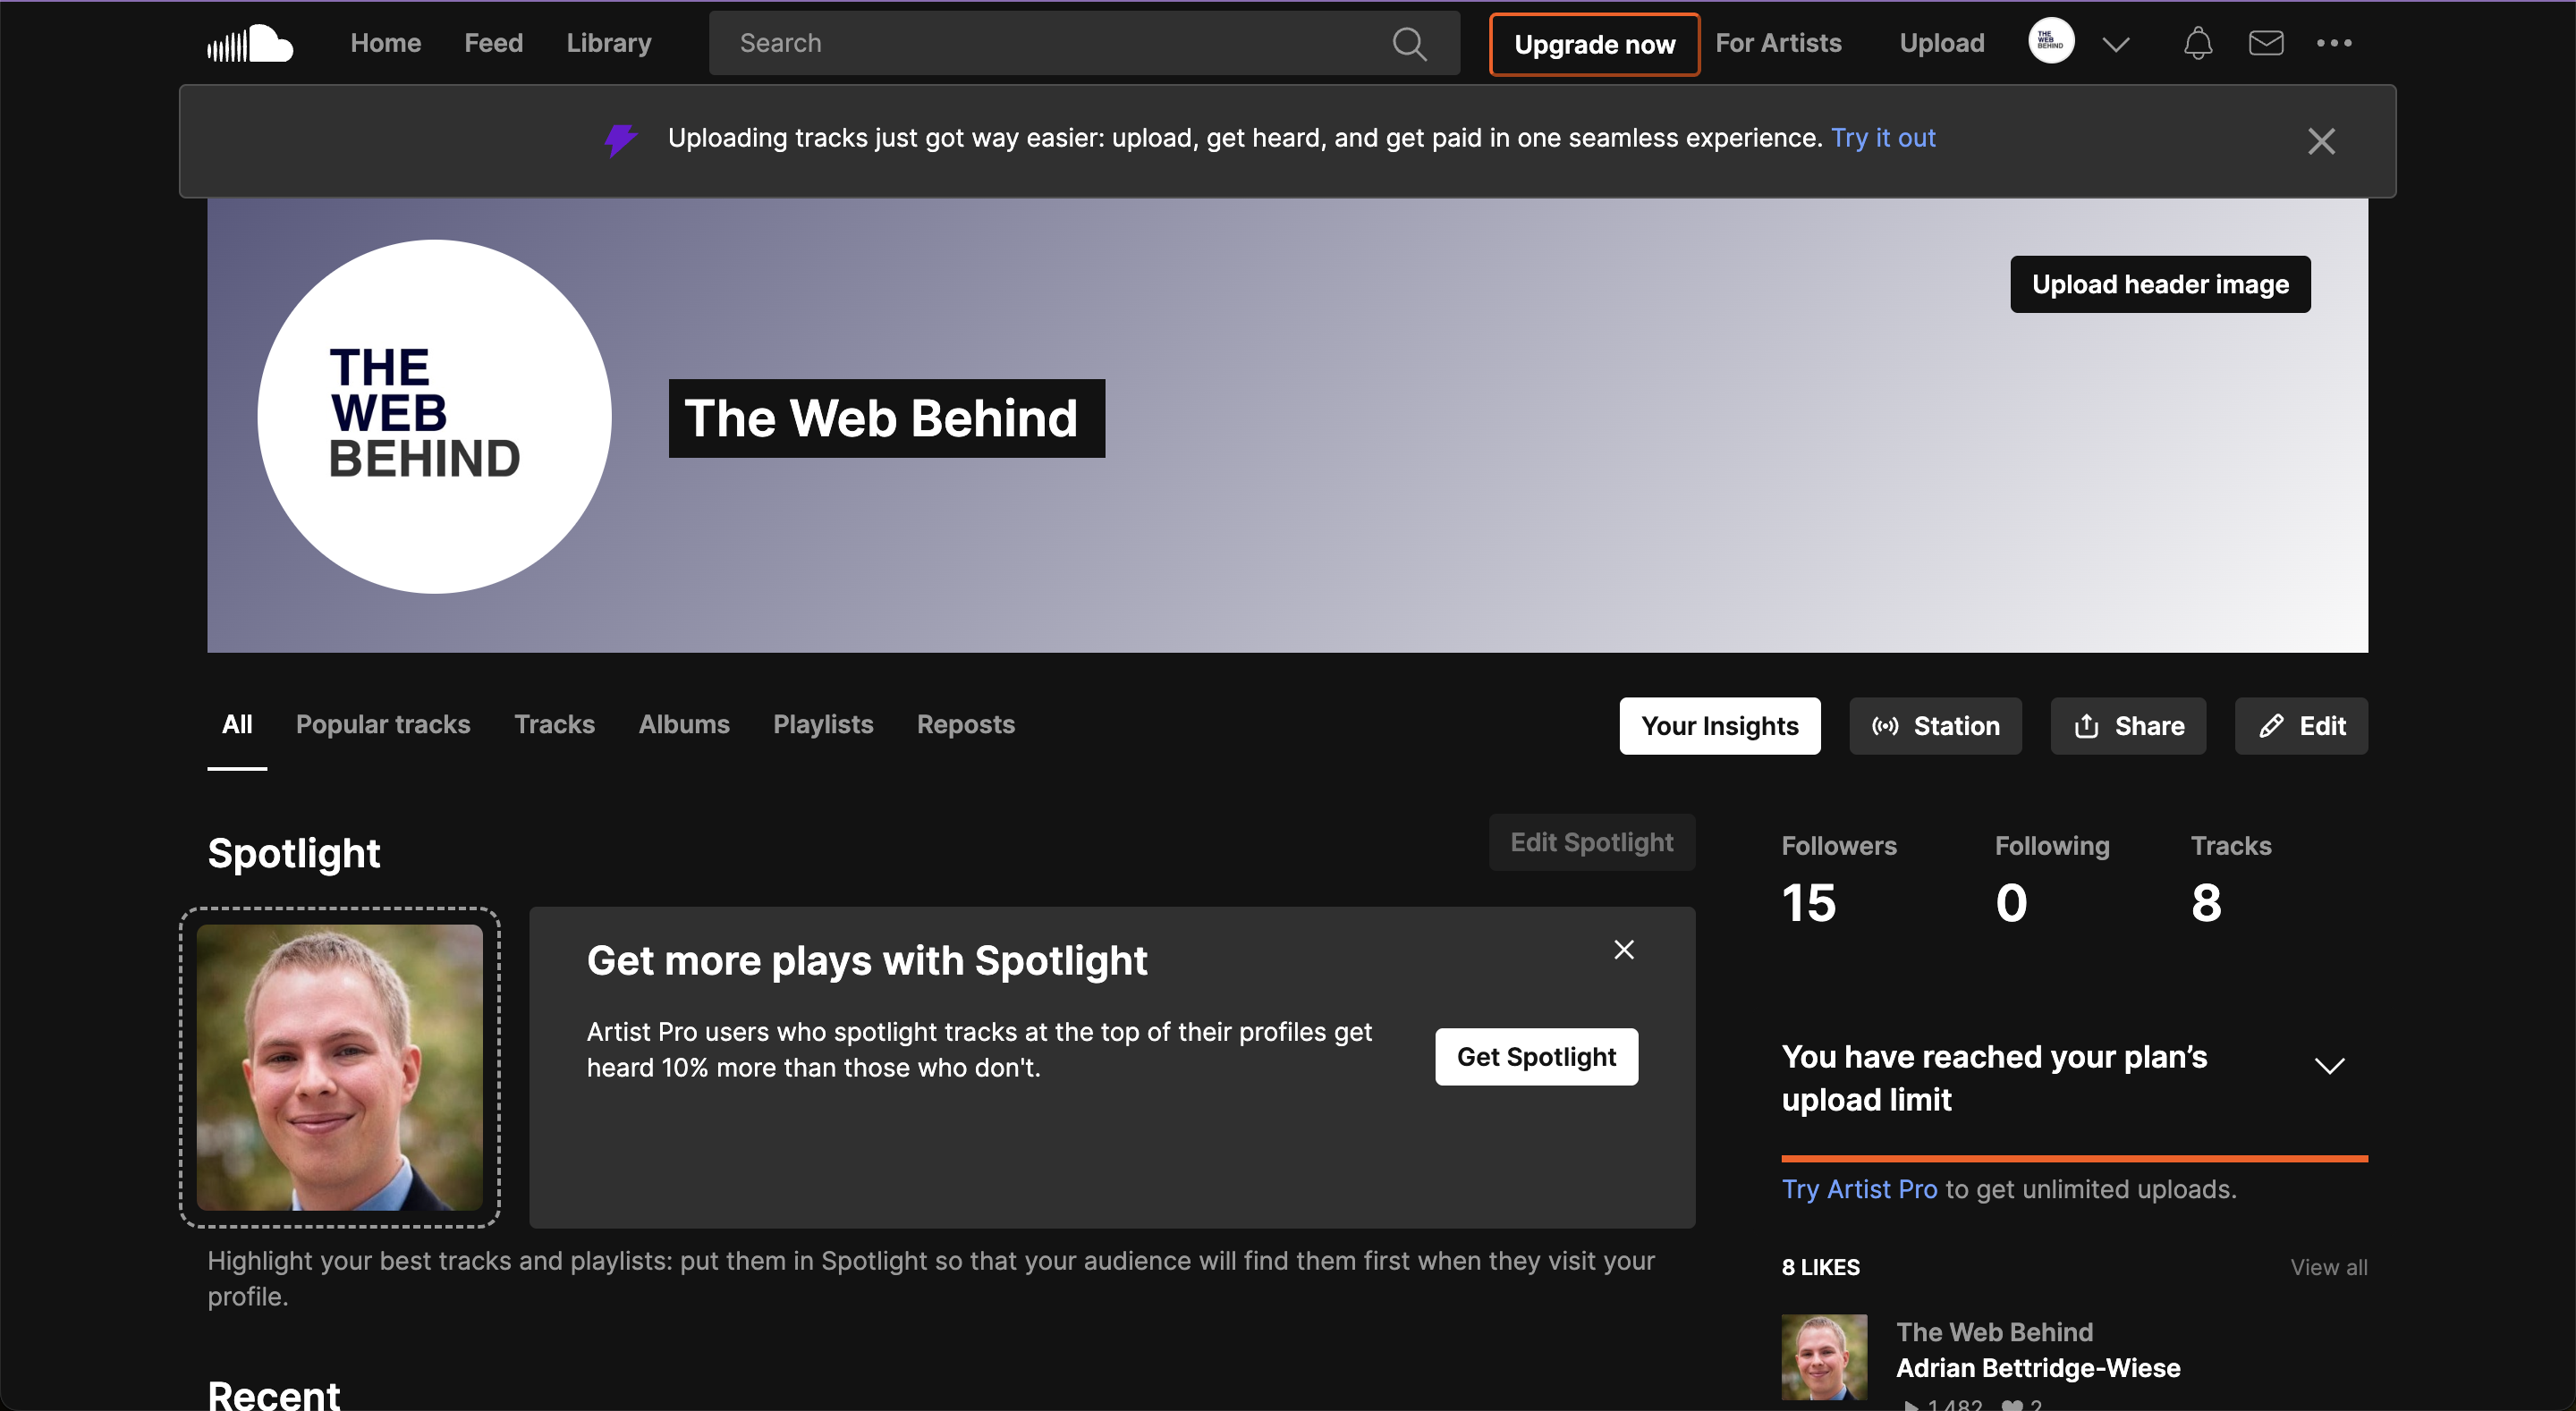 Home Feed Library Search Upgrade now For Artists Upload THE WEB BEHIND
Uploading tracks just got way easier: upload, get heard, and get paid in one seamless experience. Try it out
Upload header image
THE
WEB
BEHIND
The Web Behind
All Popular tracks Tracks Albums Playlists Reposts Your Insights Station Share Edit
Spotlight
Edit Spotlight
Get more plays with Spotlight
Artist Pro users who spotlight tracks at the top of their profiles get
heard 10% more than those who don't.
Get Spotlight
Highlight your best tracks and playlists: put them in Spotlight so that your audience will find them first when they visit your
profile.
Recent
Followers Following Tracks
15 0 8
You have reached your plan’s
upload limit
Try Artist Pro to get unlimited uploads.
8 LIKES View all
The Web Behind
Adrian Bettridge-Wiese
1,482 2